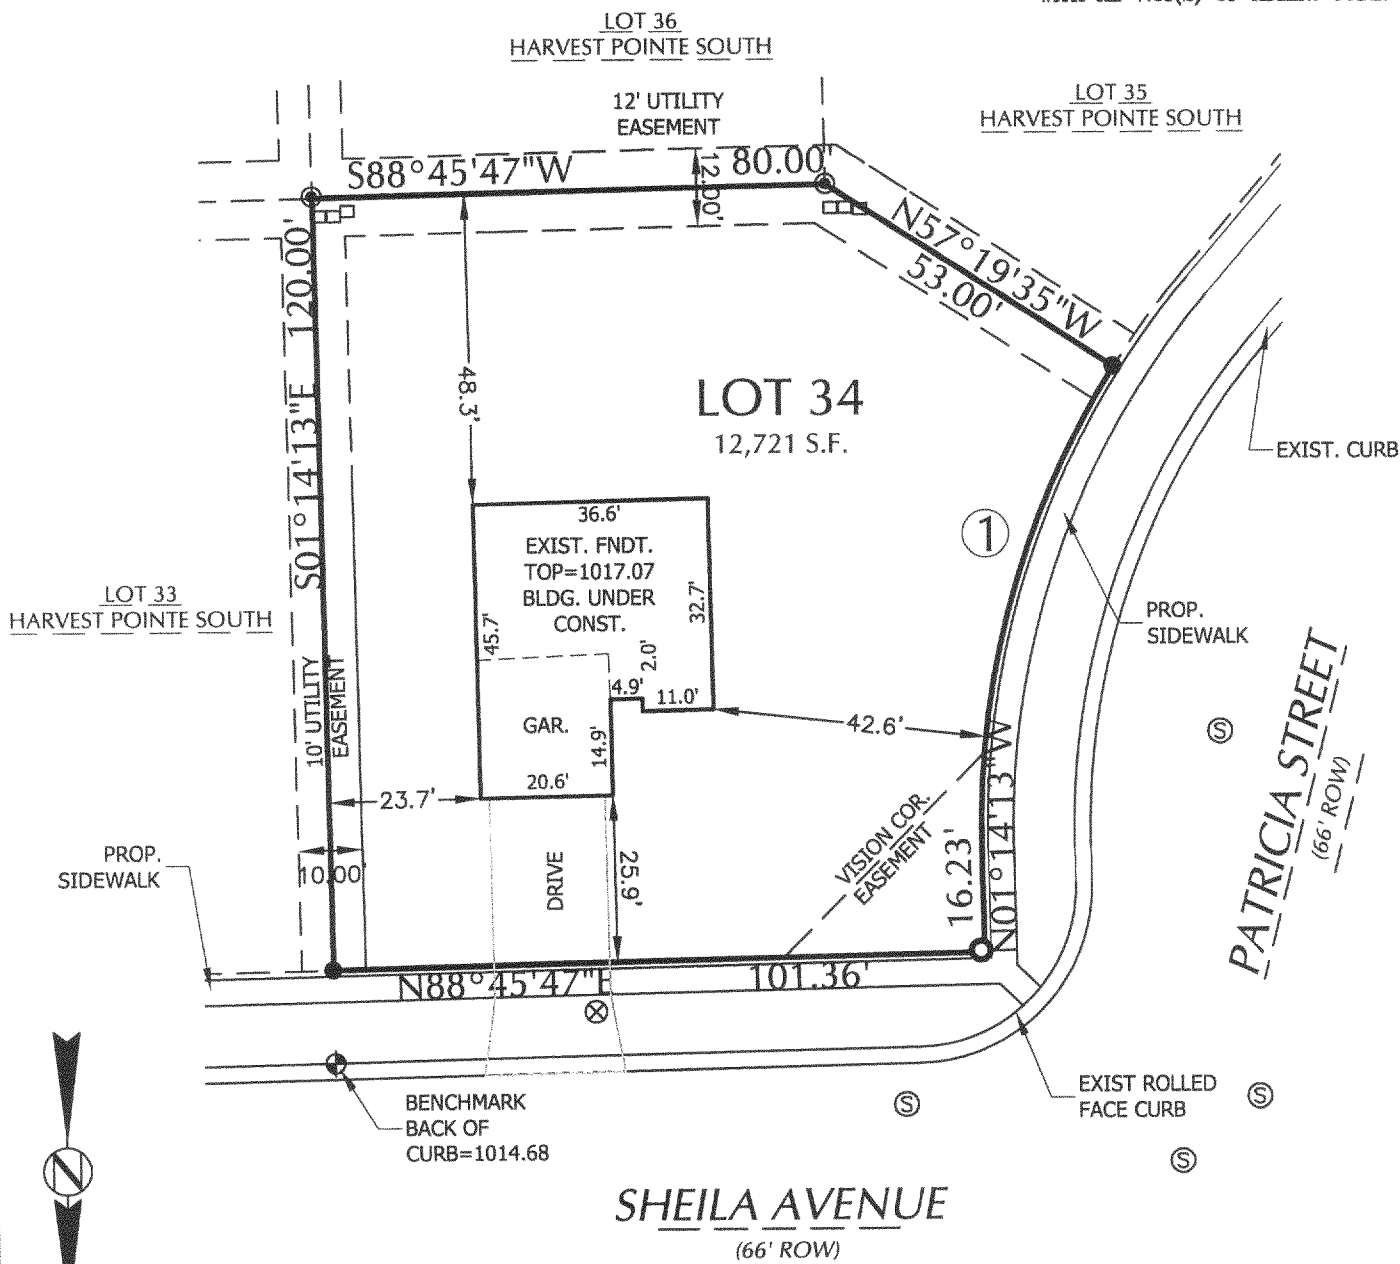 LOT 36
HARVEST POINTE SOUTH
12' UTILITY
EASEMENT
LOT 35
HARVEST POINTE SOUTH
S88°45'47"W
80.00'
12.00'
N57°19'35"W
53.00'
120.00'
S01°14'13"E
48.3'
LOT 34
12,721 S.F.
EXIST. CURB
1
36.6'
EXIST. FNDT.
TOP=1017.07
BLDG. UNDER
CONST.
32.7'
45.7'
2.0'
4.9'
11.0'
LOT 33
HARVEST POINTE SOUTH
PROP.
SIDEWALK
10' UTILITY
EASEMENT
GAR.
14.9'
20.6'
42.6'
23.7'
PATRICIA STREET
(66' ROW)
S
VISION COR.
EASEMENT
16.23'
N01°14'13"W
PROP.
SIDEWALK
10.00'
DRIVE
25.9'
N88°45'47"E
101.36'
BENCHMARK
BACK OF
CURB=1014.68
EXIST ROLLED
FACE CURB
S
S
S
N
SHEILA AVENUE
(66' ROW)